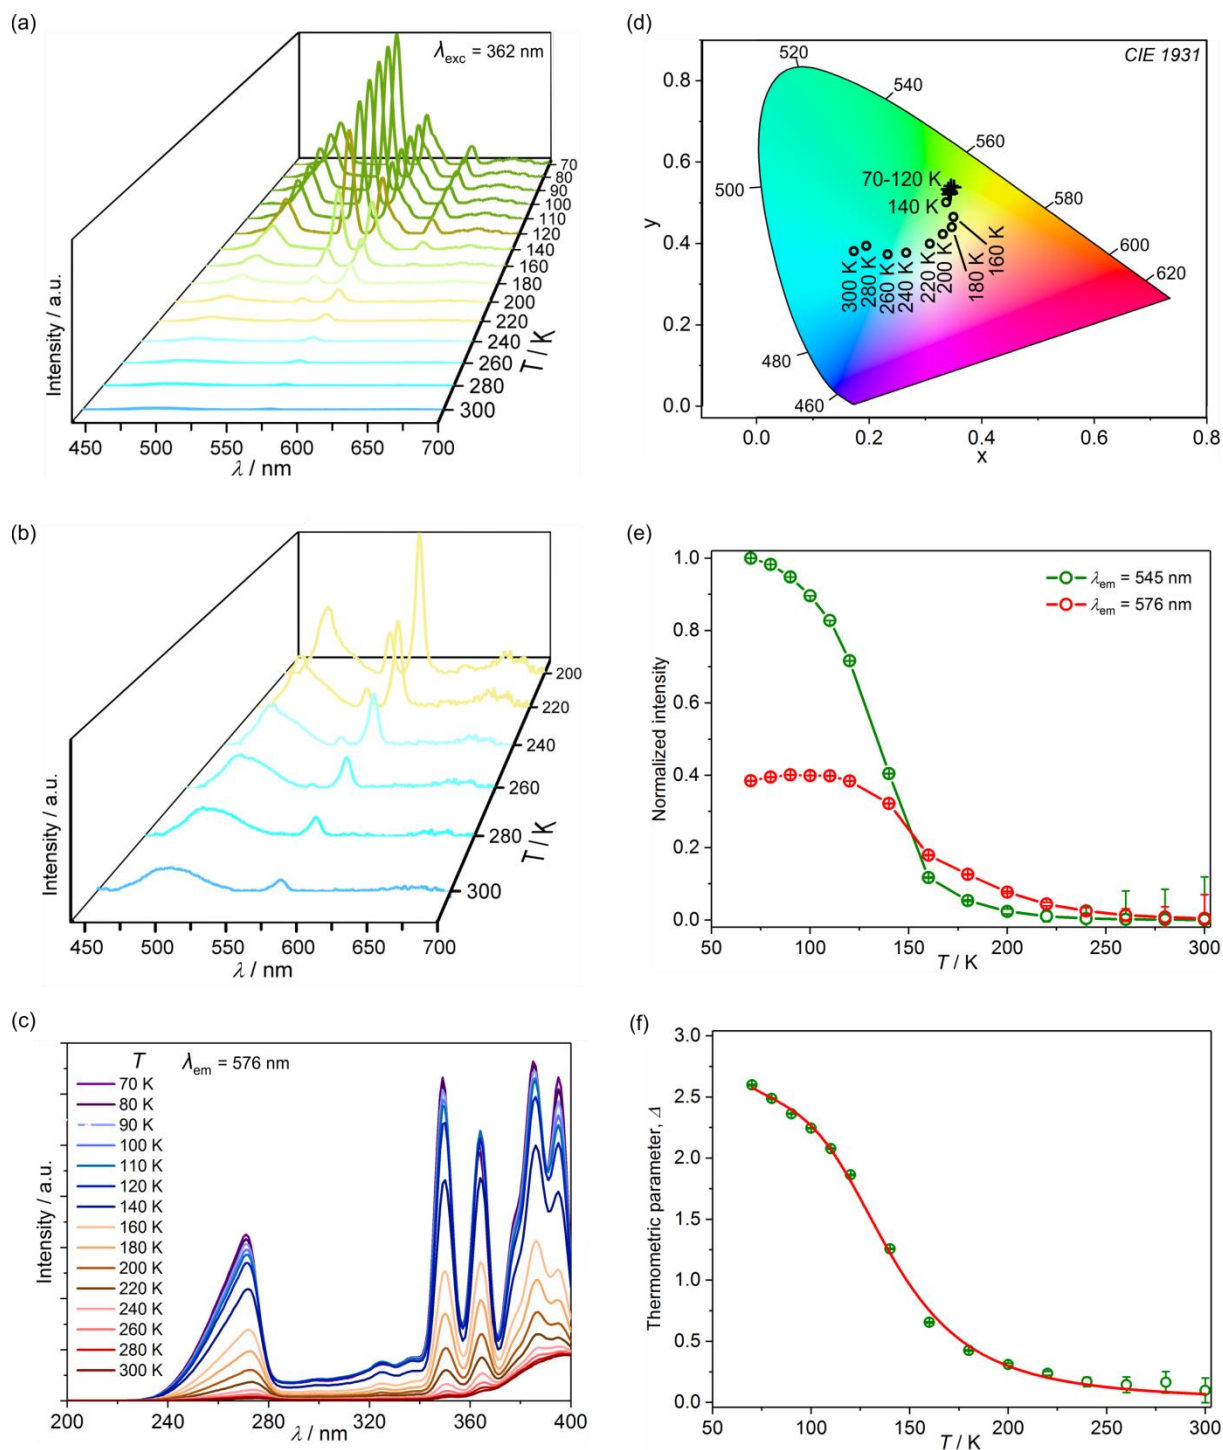 (a)
λexc = 362 nm
Intensity / a.u.
70
80
90
100
110
120
140
160
180
200
220
240
260
280
300
T / K
450 500 550 600 650 700
λ / nm
(d)
CIE 1931
y
0.8
0.6
0.4
0.2
0.0
520
540
560
580
600
620
500
480
460
70-120 K
140 K
300 K
280 K
260 K
240 K
220 K
200 K
180 K
160 K
0.0 0.2 0.4 0.6 0.8
x
(b)
Intensity / a.u.
200
220
240
260
280
300
T / K
450 500 550 600 650 700
λ / nm
(e)
Normalized intensity
1.0
0.8
0.6
0.4
0.2
0.0
λem = 545 nm
λem = 576 nm
50 100 150 200 250 300
T / K
(c)
Intensity / a.u.
T λem = 576 nm
70 K
80 K
90 K
100 K
110 K
120 K
140 K
160 K
180 K
200 K
220 K
240 K
260 K
280 K
300 K
200 240 280 320 360 400
λ / nm
(f)
Thermometric parameter, Δ
3.0
2.5
2.0
1.5
1.0
0.5
0.0
50 100 150 200 250 300
T / K